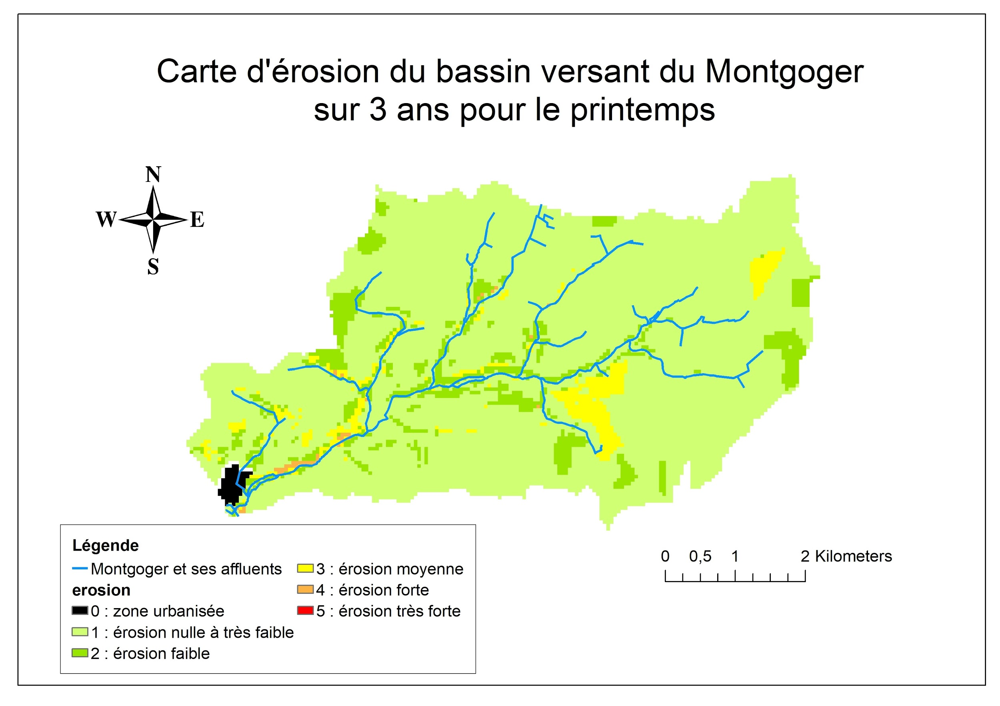 Carte d'érosion du bassin versant du Montgoger
sur 3 ans pour le printemps
N
W E
S
Légende
Montgoger et ses affluents
erosion
0 : zone urbanisée
1 : érosion nulle à très faible
2 : érosion faible
3 : érosion moyenne
4 : érosion forte
5 : érosion très forte
0 0,5 1 2 Kilometers